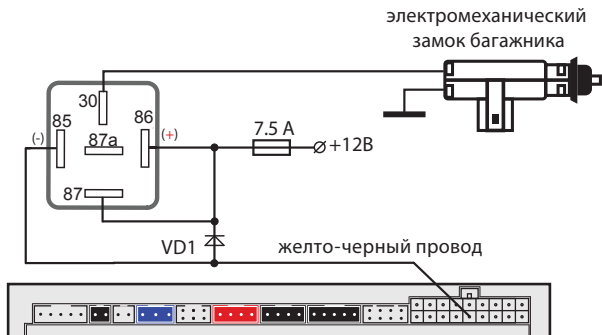 электромеханический
замок багажника
30
85
86
(-)
87a
(+)
7.5 A
+12В
87
VD1
желто-черный провод